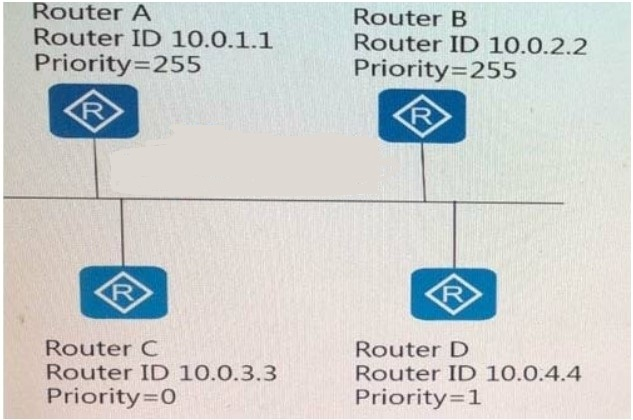 Router A
Router ID 10.0.1.1
Priority=255
Router B
Router ID 10.0.2.2
Priority=255
R
R
R
R
Router C
Router ID 10.0.3.3
Priority=0
Router D
Router ID 10.0.4.4
Priority=1